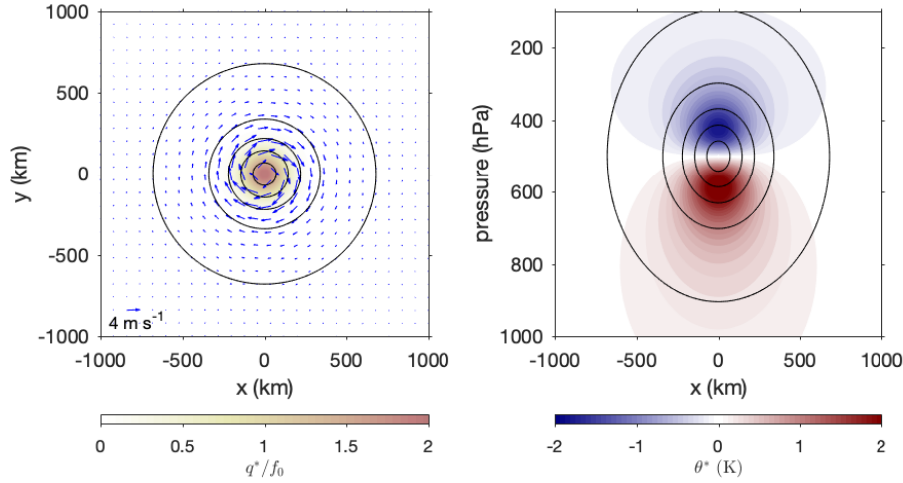 1000
500
0
-500
-1000
y (km)
4 m s⁻¹
-1000 -500 0 500 1000
x (km)
0 0.5 1 1.5 2
q*/f₀
200
400
600
800
1000
pressure (hPa)
-1000 -500 0 500 1000
x (km)
-2 -1 0 1 2
θ* (K)